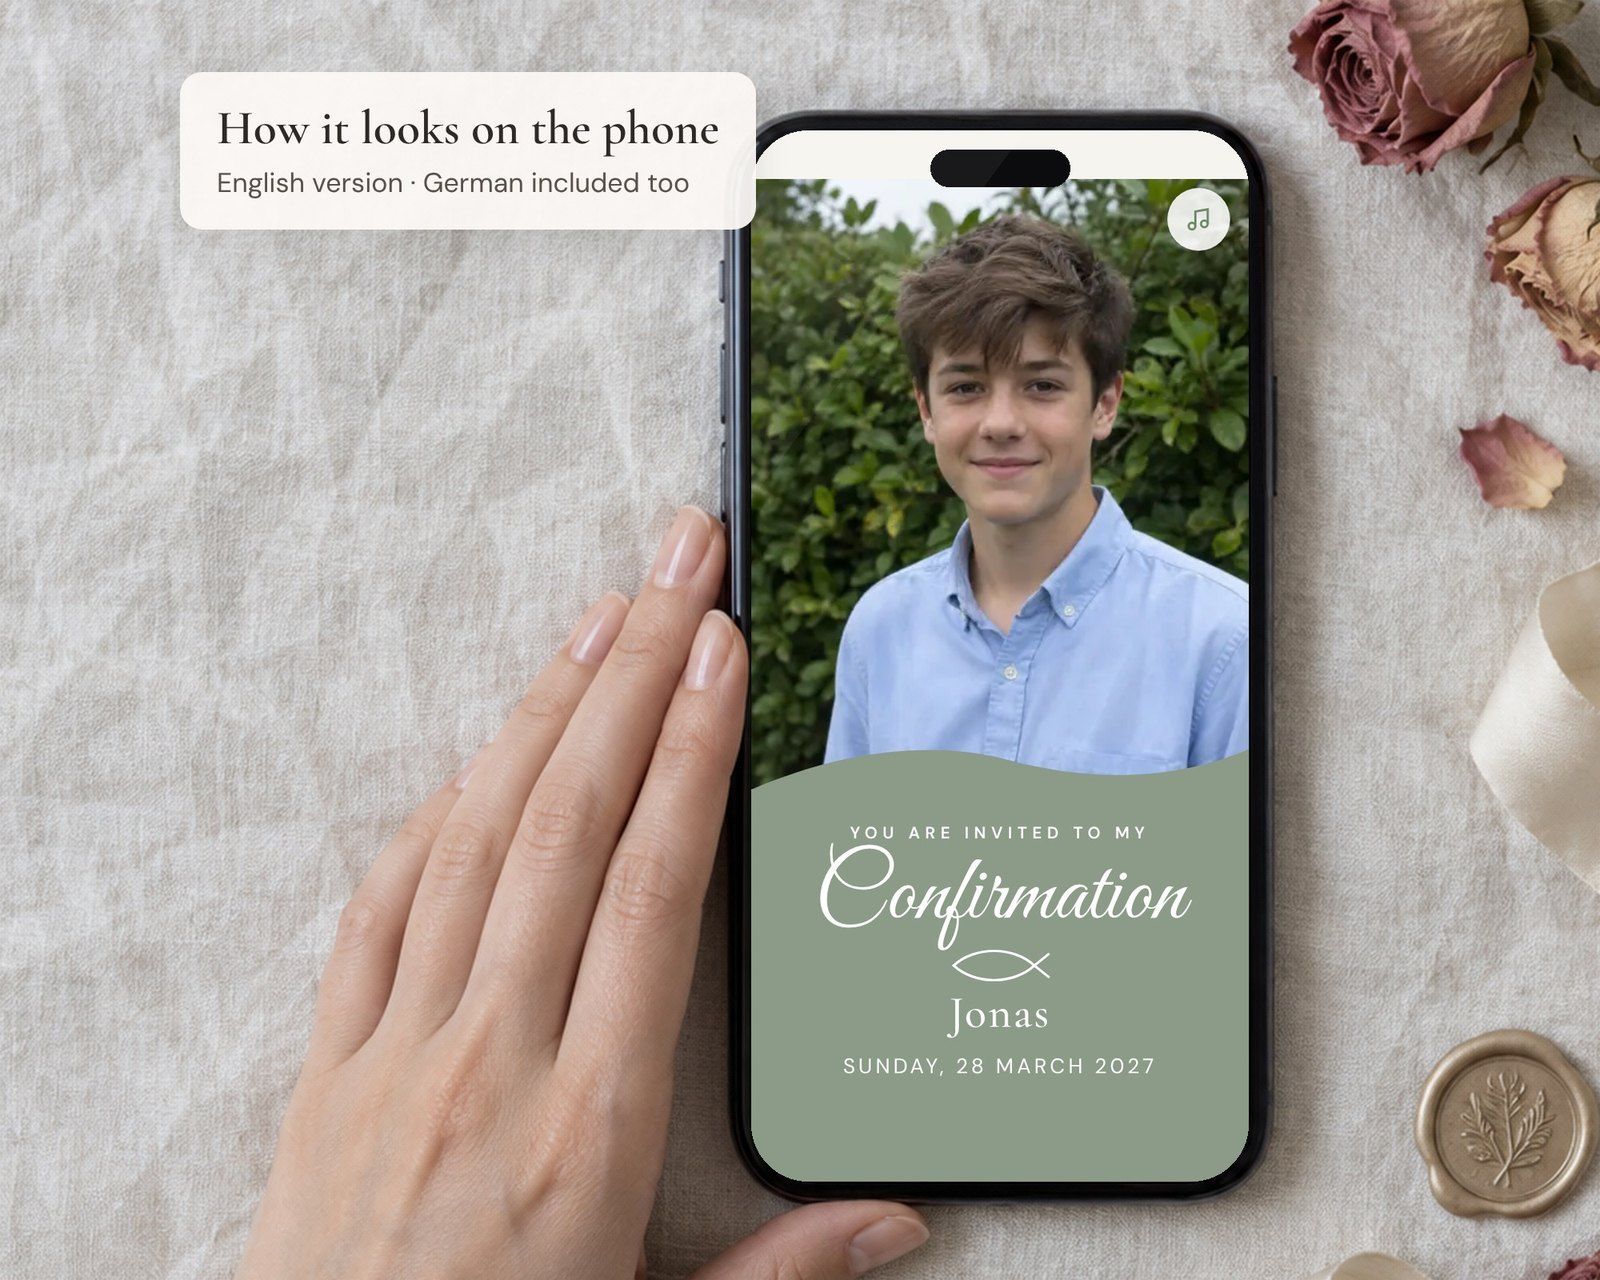 How it looks on the phone
English version · German included too
YOU ARE INVITED TO MY
Confirmation
Jonas
SUNDAY, 28 MARCH 2027